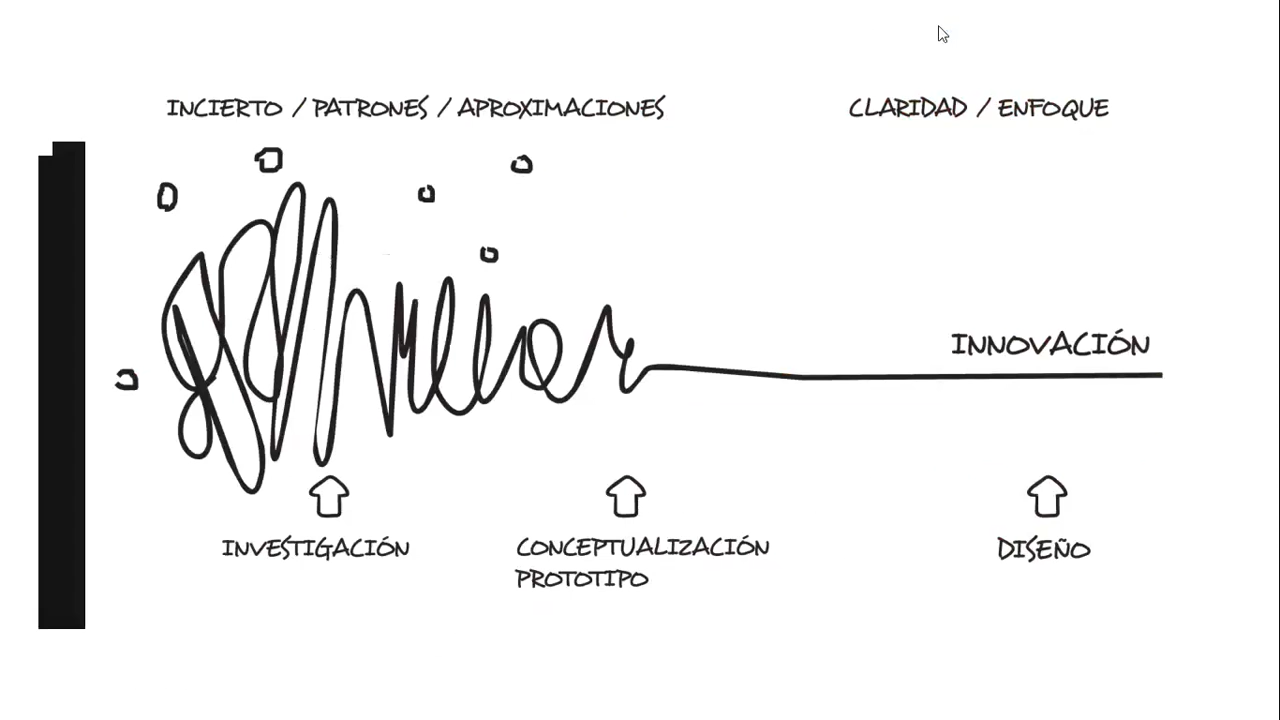 INCIERTO / PATRONES / APROXIMACIONES
CLARIDAD / ENFOQUE
INNOVACIÓN
INVESTIGACIÓN
CONCEPTUALIZACIÓN
PROTOTIPO
DISEÑO